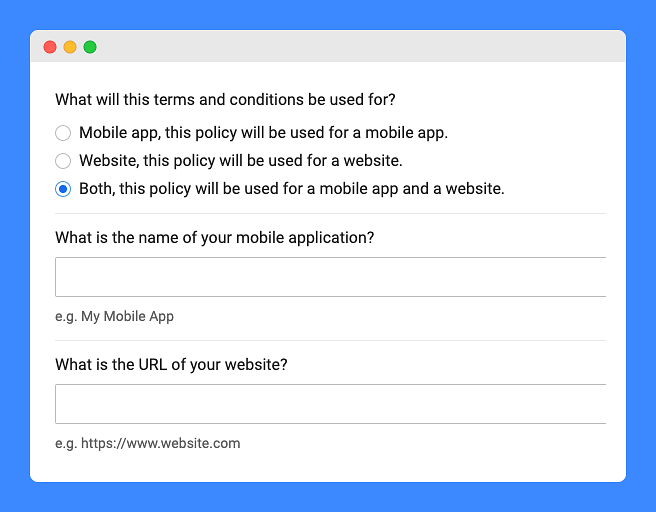 What will this terms and conditions be used for?
Mobile app, this policy will be used for a mobile app.
Website, this policy will be used for a website.
Both, this policy will be used for a mobile app and a website.
What is the name of your mobile application?
e.g. My Mobile App
What is the URL of your website?
e.g. https://www.website.com